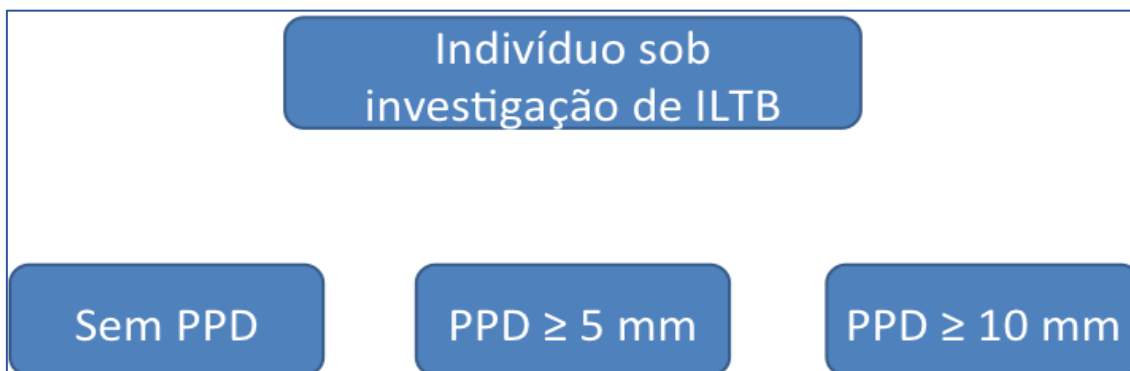 Indivíduo sob
investigação de ILTB
Sem PPD
PPD ≥ 5 mm
PPD ≥ 10 mm